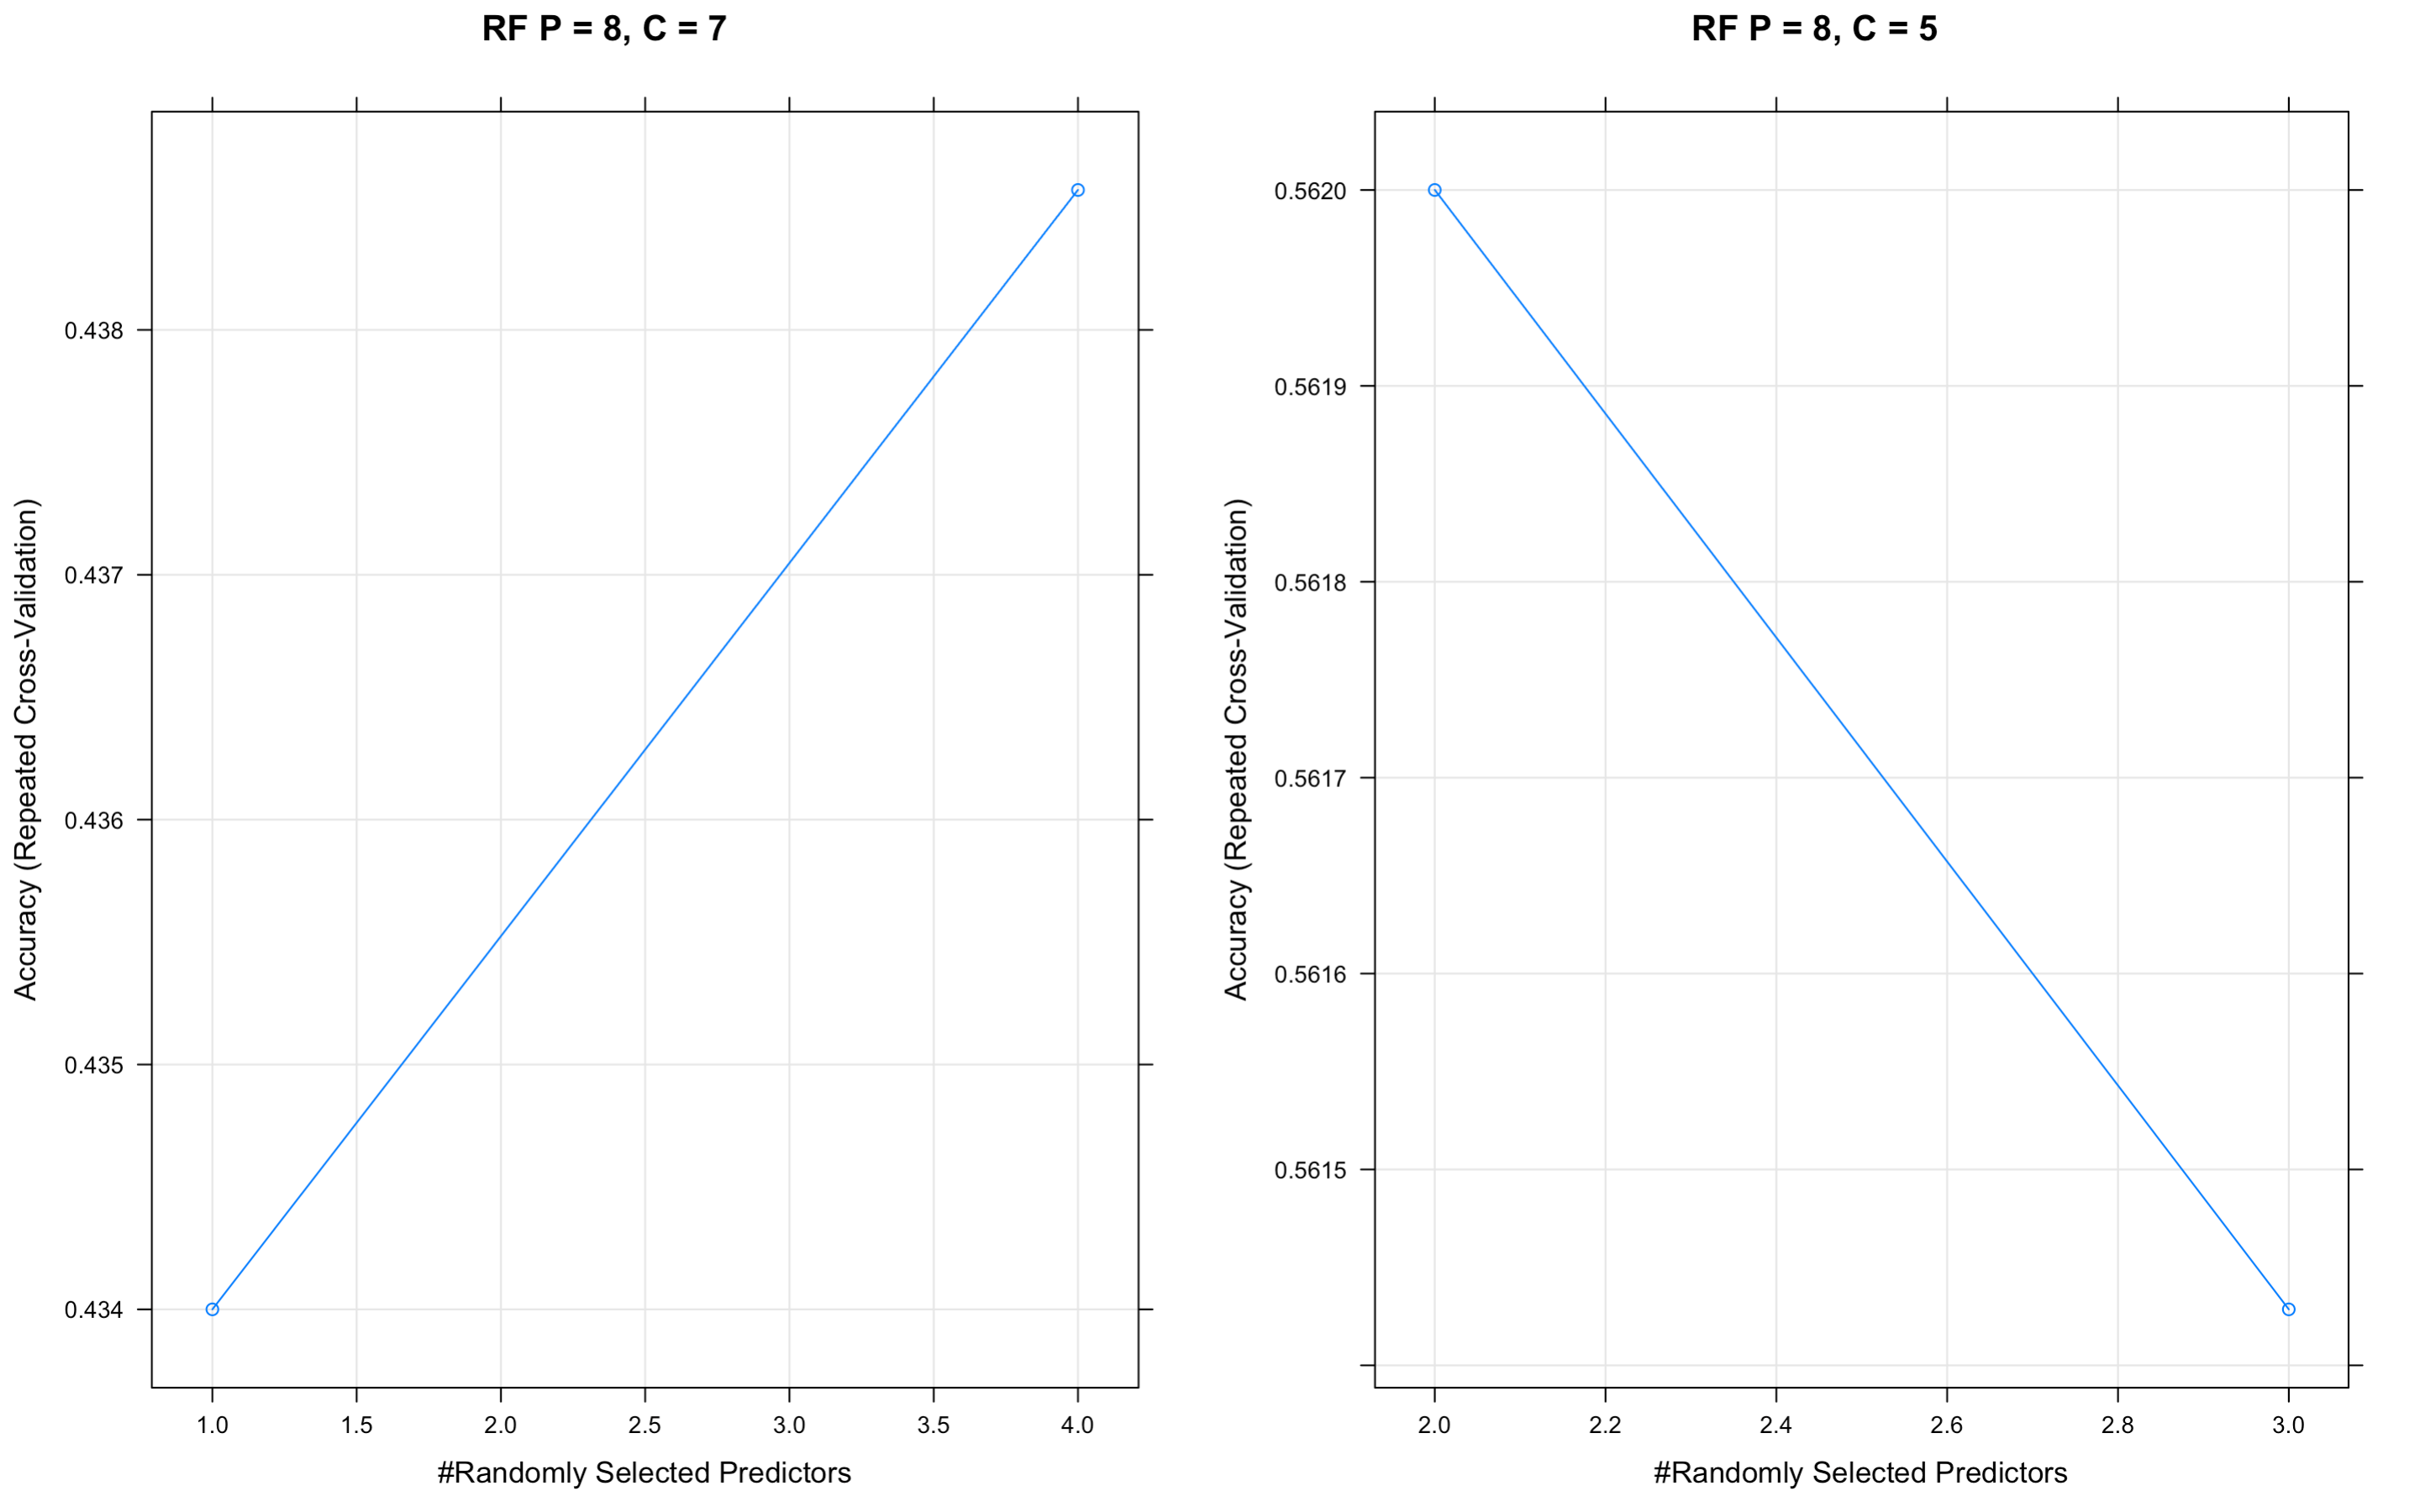 RF P = 8, C = 7
Accuracy (Repeated Cross-Validation)
0.438
0.437
0.436
0.435
0.434
1.0 1.5 2.0 2.5 3.0 3.5 4.0
#Randomly Selected Predictors
RF P = 8, C = 5
Accuracy (Repeated Cross-Validation)
0.5620
0.5619
0.5618
0.5617
0.5616
0.5615
2.0 2.2 2.4 2.6 2.8 3.0
#Randomly Selected Predictors